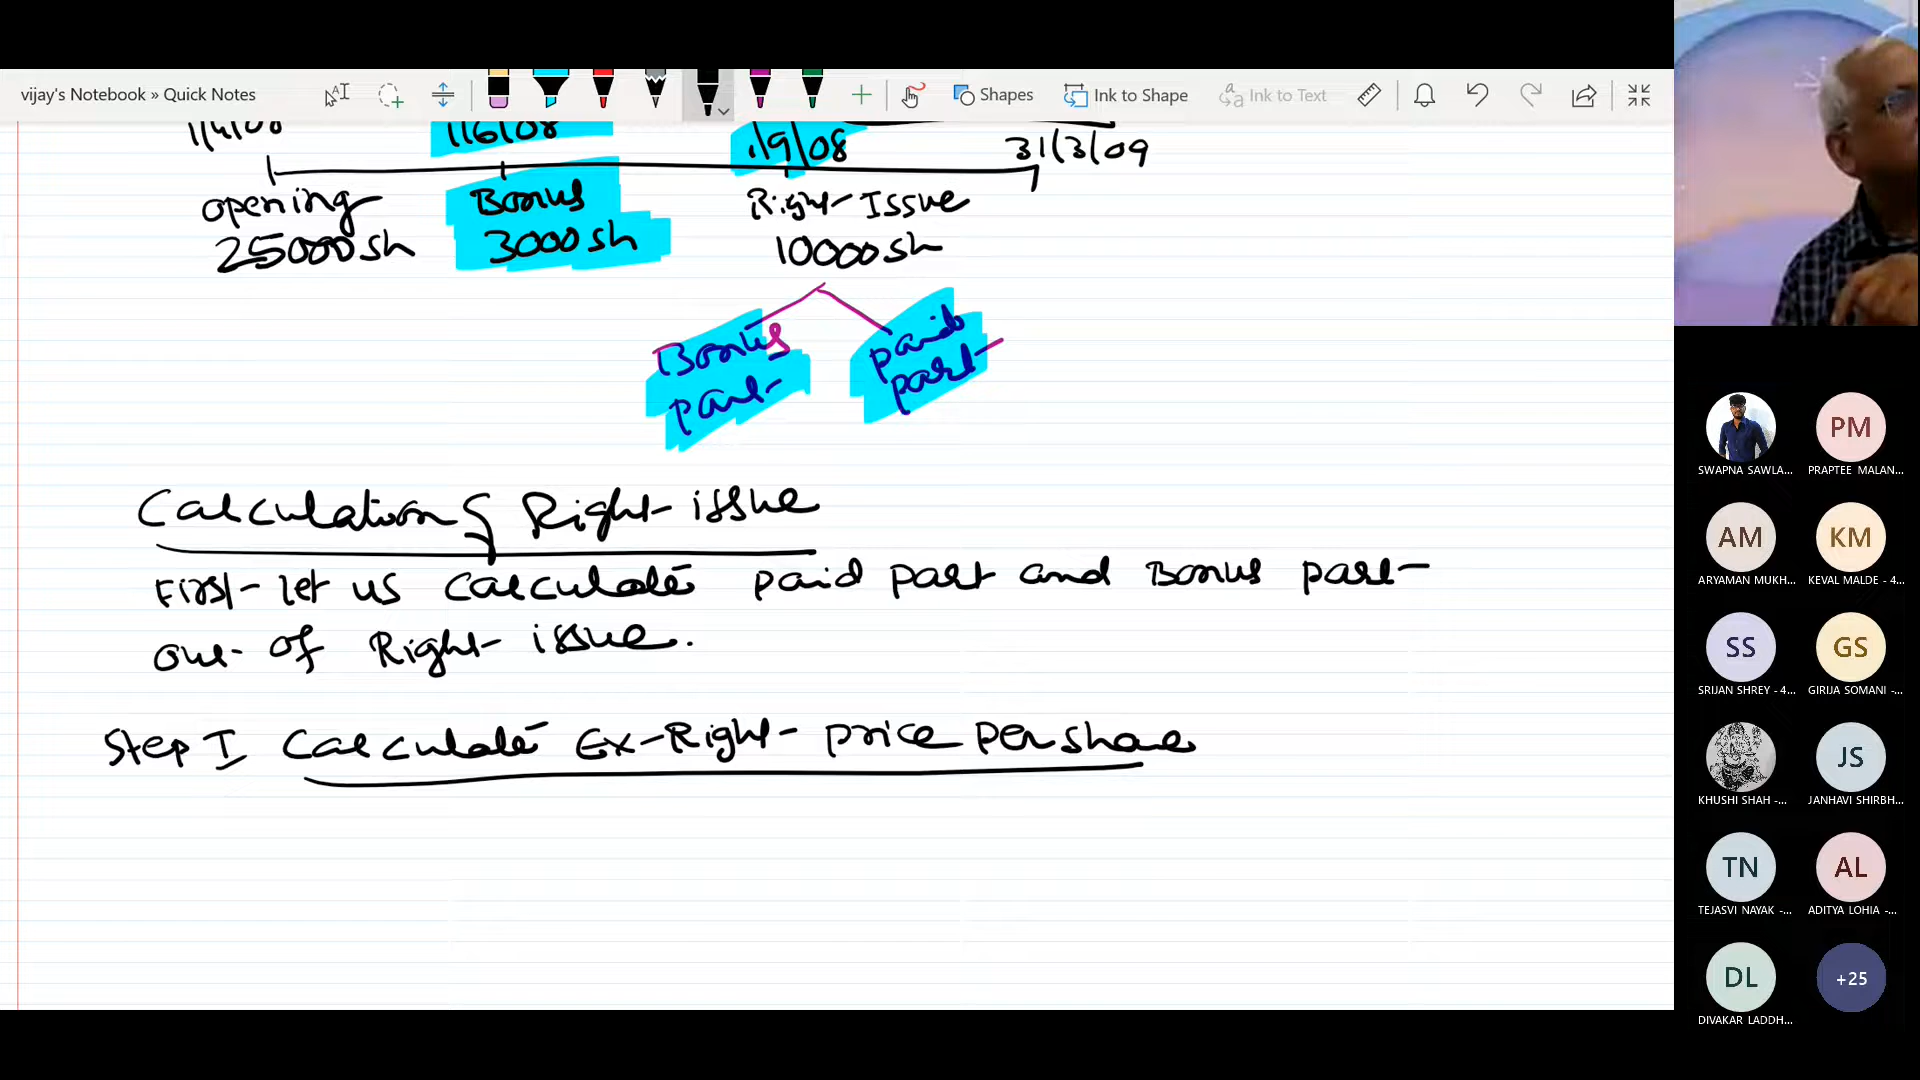 vijay's Notebook » Quick Notes
Shapes
Ink to Shape
Ink to Text
1/4/08
1/6/08
1/9/08
31/3/09
opening
Bonus
Right Issue
25000 sh
3000 sh
10000 sh
Bonus
part
paid
part
Calculation of Right issue
First let us calculate paid part and Bonus part
out of Right issue.
Step I Calculate Ex-Right price per share
SWAPNA SAWLA...
PM
PRAPTEE MALAN...
AM
ARYAMAN MUKH...
KM
KEVAL MALDE - 4...
SS
SRIJAN SHREY - 4...
GS
GIRIJA SOMANI -...
KHUSHI SHAH -...
JS
JANHAVI SHIRBH...
TN
TEJASVI NAYAK -...
AL
ADITYA LOHIA -...
DL
DIVAKAR LADDH...
+25